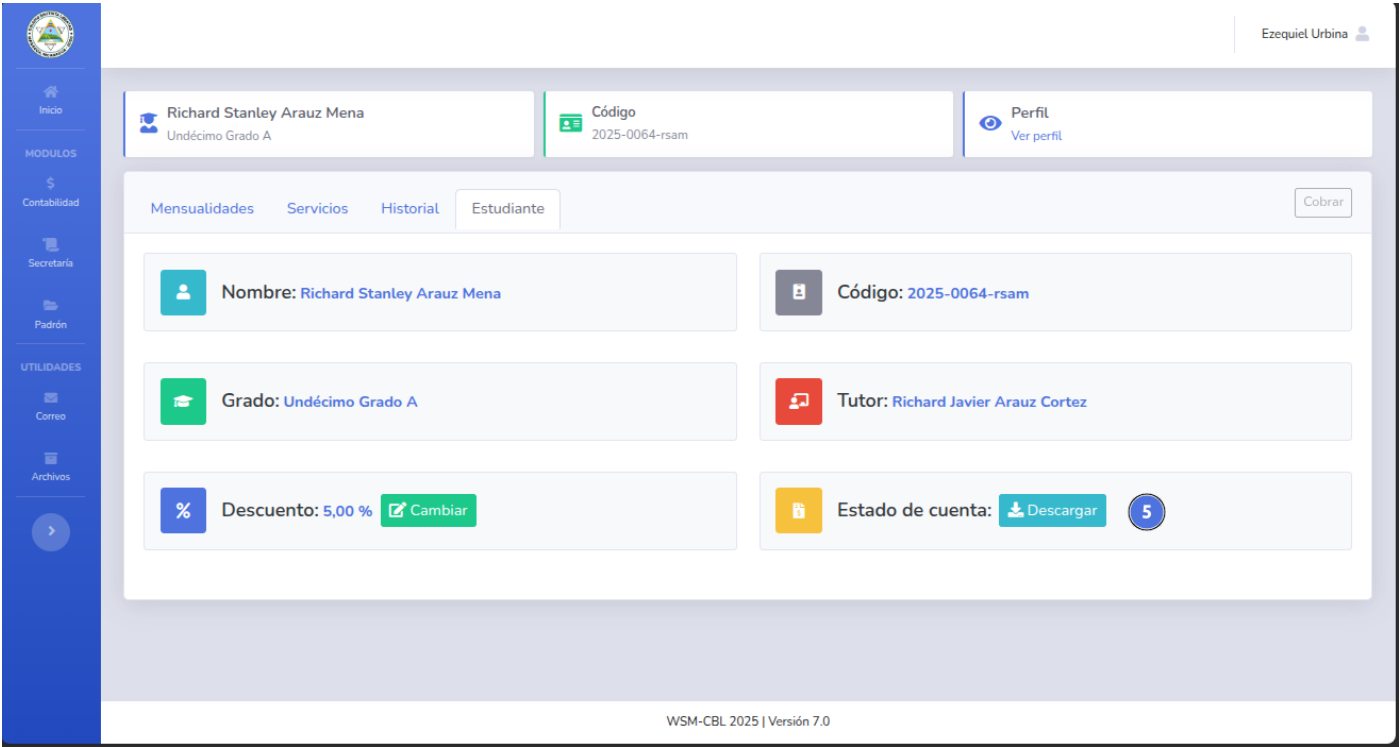 Ezequiel Urbina
Inicio
MODULOS
Contabilidad
Secretaría
Padrón
UTILIDADES
Correo
Archivos
Richard Stanley Arauz Mena
Undécimo Grado A
Código
2025-0064-rsam
Perfil
Ver perfil
Mensualidades Servicios Historial Estudiante Cobrar
Nombre: Richard Stanley Arauz Mena
Código: 2025-0064-rsam
Grado: Undécimo Grado A
Tutor: Richard Javier Arauz Cortez
Descuento: 5,00 % Cambiar
Estado de cuenta: Descargar 5
WSM-CBL 2025 | Versión 7.0